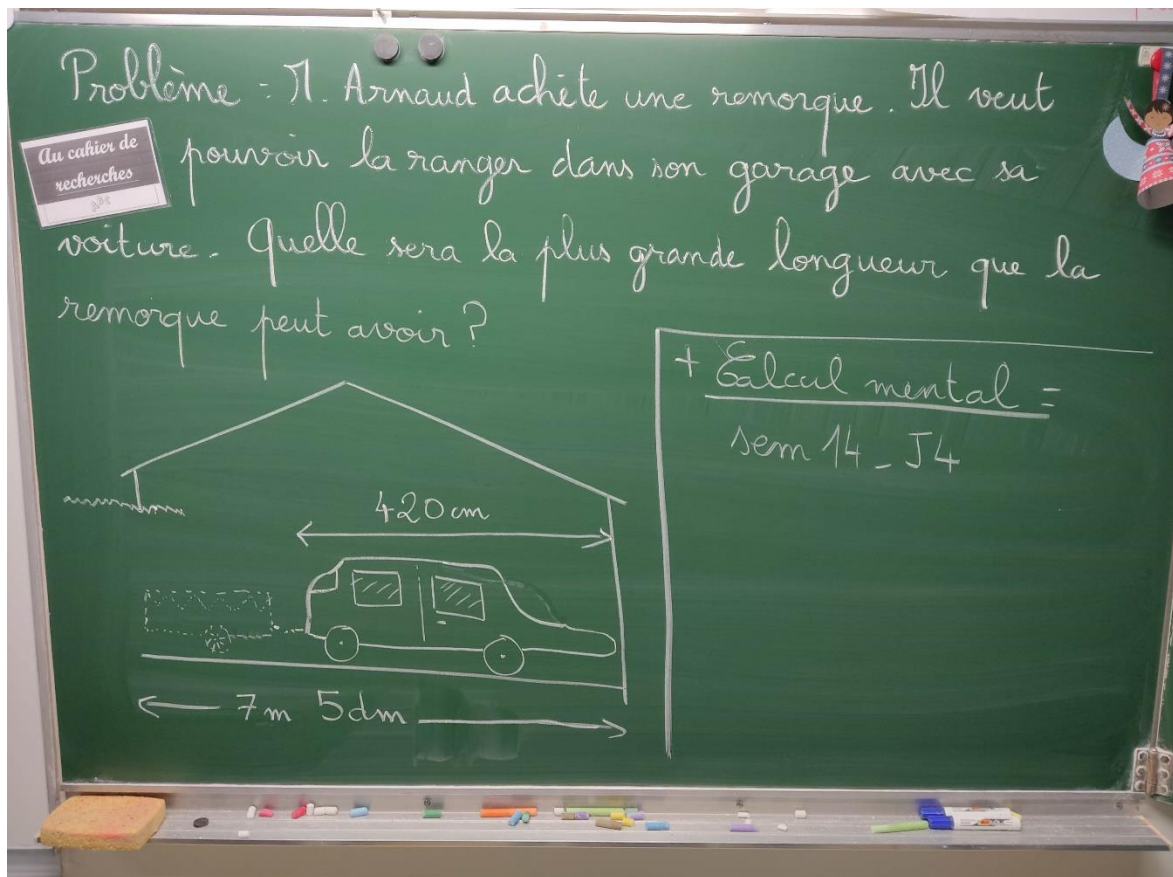 Problème : M. Arnaud achète une remorque. Il veut
pouvoir la ranger dans son garage avec sa
voiture. Quelle sera la plus grande longueur que la
remorque peut avoir ?
Au cahier de
recherches
+ Calcul mental :
sem 14 - J4
420 cm
7 m 5 dm